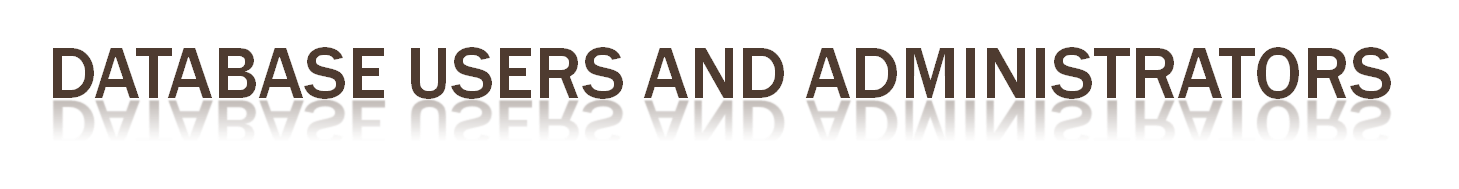 DATABASE USERS AND ADMINISTRATORS